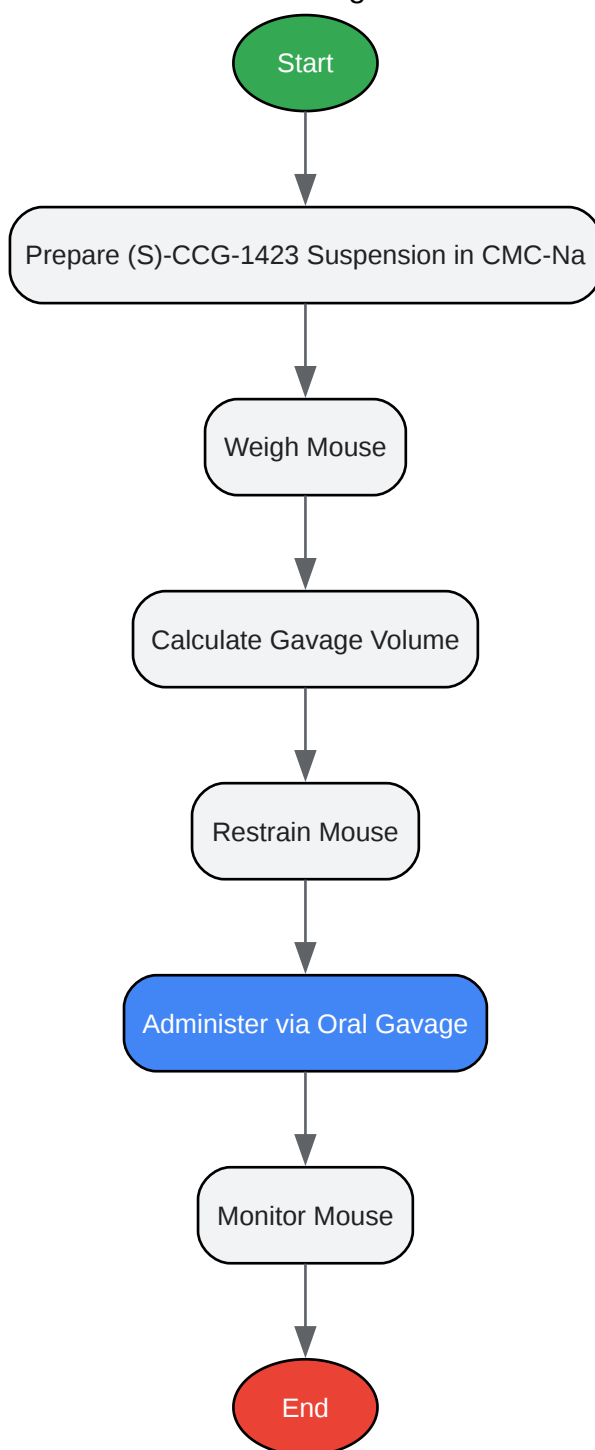 Start
Prepare (S)-CCG-1423 Suspension in CMC-Na
Weigh Mouse
Calculate Gavage Volume
Restrain Mouse
Administer via Oral Gavage
Monitor Mouse
End